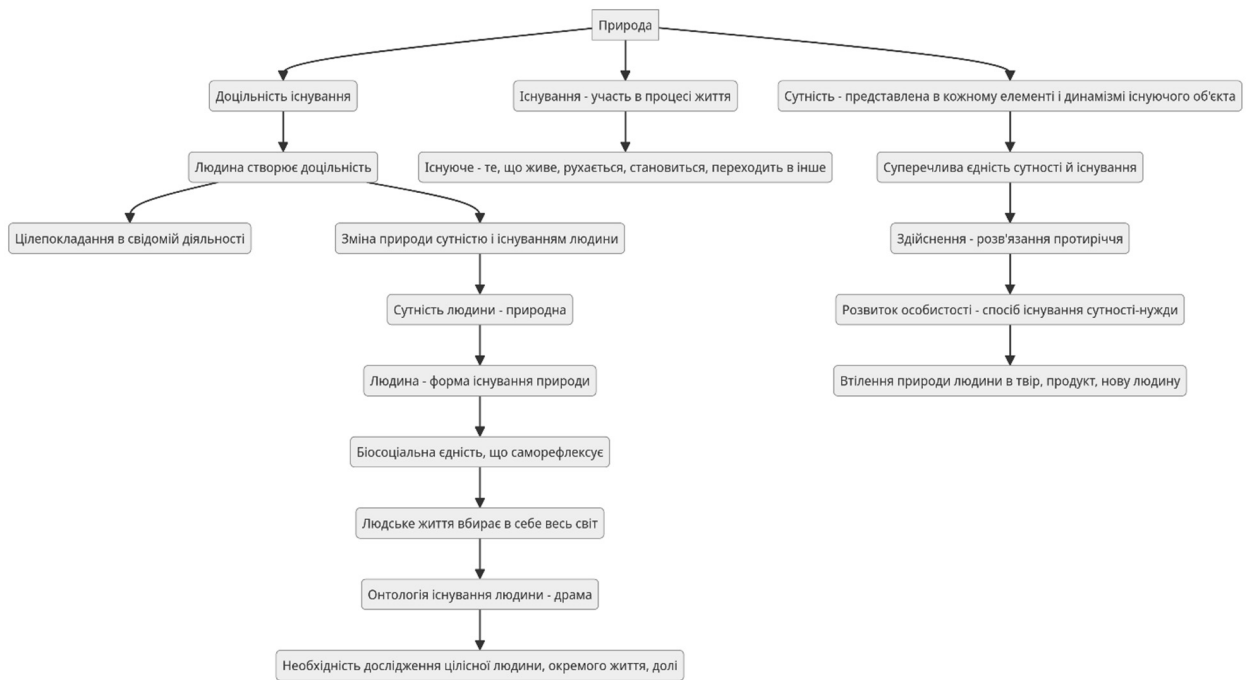 Природа
Доцільність існування
Існування - участь в процесі життя
Сутність - представлена в кожному елементі і динамізмі існуючого об'єкта
Людина створює доцільність
Існуюче - те, що живе, рухається, становиться, переходить в інше
Суперечлива єдність сутності й існування
Цілепокладання в свідомій діяльності
Зміна природи сутністю і існуванням людини
Здійснення - розв'язання протиріччя
Сутність людини - природна
Розвиток особистості - спосіб існування сутності-нужди
Людина - форма існування природи
Втілення природи людини в твір, продукт, нову людину
Біосоціальна єдність, що саморефлексує
Людське життя вбирає в себе весь світ
Онтологія існування людини - драма
Необхідність дослідження цілісної людини, окремого життя, долі